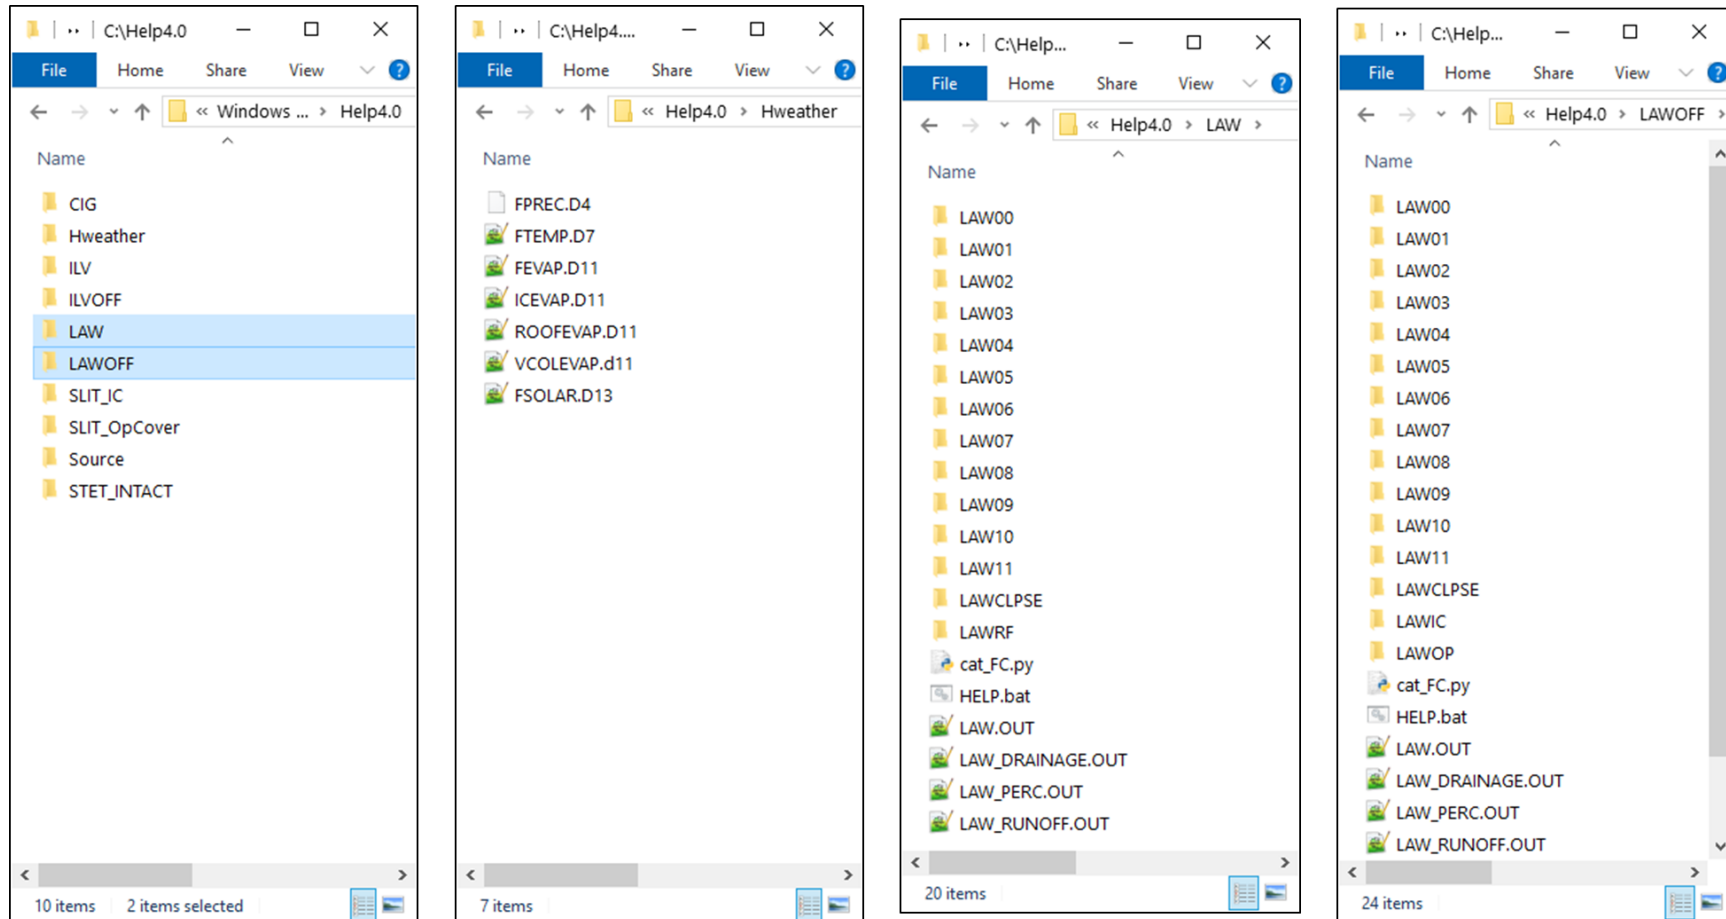 C:\Help4.0
File Home Share View
« Windows ... › Help4.0
Name
CIG
Hweather
ILV
ILVOFF
LAW
LAWOFF
SLIT_IC
SLIT_OpCover
Source
STET_INTACT
10 items 2 items selected
C:\Help4....
File Home Share View
« Help4.0 › Hweather
Name
FPREC.D4
FTEMP.D7
FEVAP.D11
ICEVAP.D11
ROOFEVAP.D11
VCOLEVAP.d11
FSOLAR.D13
7 items
C:\Help...
File Home Share View
« Help4.0 › LAW ›
Name
LAW00
LAW01
LAW02
LAW03
LAW04
LAW05
LAW06
LAW07
LAW08
LAW09
LAW10
LAW11
LAWCLPSE
LAWRF
cat_FC.py
HELP.bat
LAW.OUT
LAW_DRAINAGE.OUT
LAW_PERC.OUT
LAW_RUNOFF.OUT
20 items
C:\Help...
File Home Share View
« Help4.0 › LAWOFF ›
Name
LAW00
LAW01
LAW02
LAW03
LAW04
LAW05
LAW06
LAW07
LAW08
LAW09
LAW10
LAW11
LAWCLPSE
LAWIC
LAWOP
cat_FC.py
HELP.bat
LAW.OUT
LAW_DRAINAGE.OUT
LAW_PERC.OUT
LAW_RUNOFF.OUT
24 items